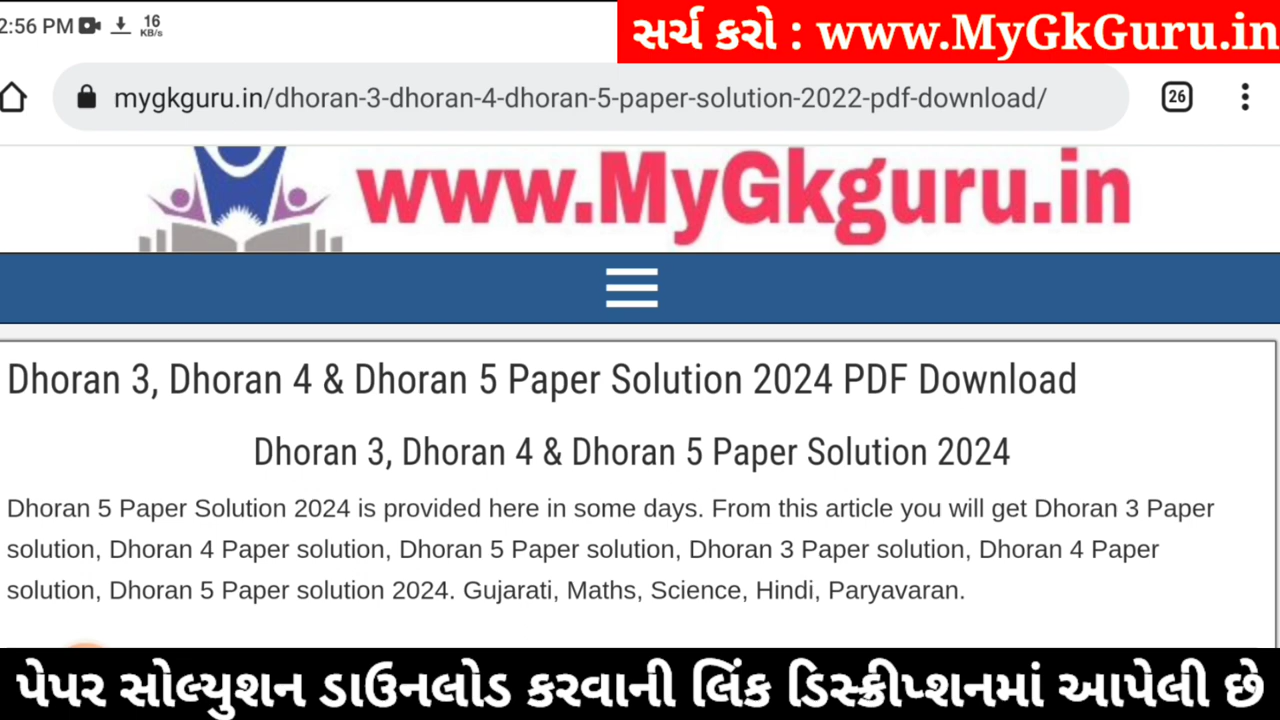 2:56 PM 16 KB/s
સર્ચ કરો : www.MyGkGuru.in
mygkguru.in/dhoran-3-dhoran-4-dhoran-5-paper-solution-2022-pdf-download/
26
www.MyGkguru.in
Dhoran 3, Dhoran 4 & Dhoran 5 Paper Solution 2024 PDF Download
Dhoran 3, Dhoran 4 & Dhoran 5 Paper Solution 2024
Dhoran 5 Paper Solution 2024 is provided here in some days. From this article you will get Dhoran 3 Paper
solution, Dhoran 4 Paper solution, Dhoran 5 Paper solution, Dhoran 3 Paper solution, Dhoran 4 Paper
solution, Dhoran 5 Paper solution 2024. Gujarati, Maths, Science, Hindi, Paryavaran.
પેપર સોલ્યુશન ડાઉનલોડ કરવાની લિંક ડિસ્ક્રીપ્શનમાં આપેલી છે